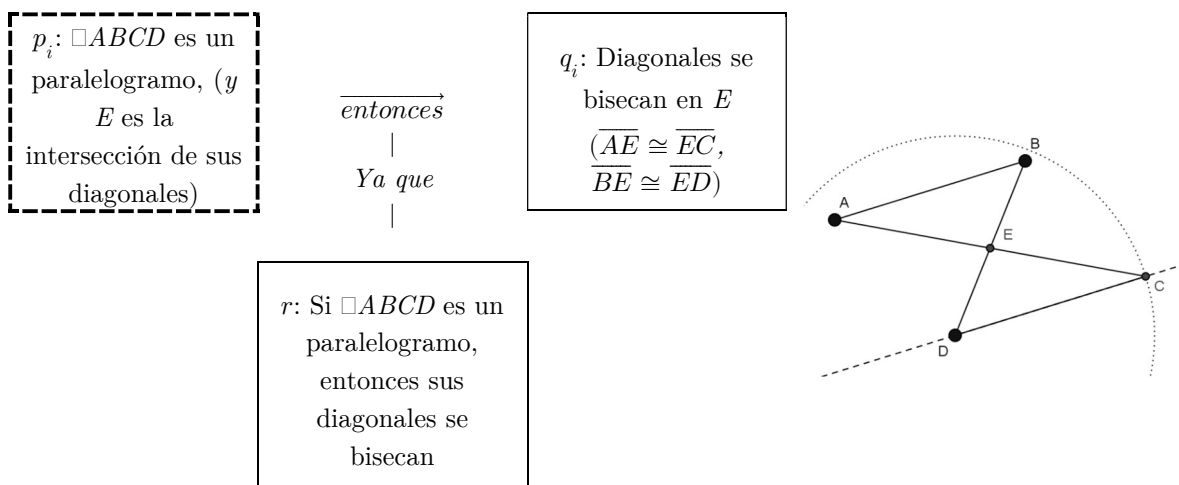 p_i: □ABCD es un
paralelogramo, (y
E es la
intersección de sus
diagonales)
entonces
|
Ya que
|
q_i: Diagonales se
bisecan en E
(AE ≅ EC,
BE ≅ ED)
r: Si □ABCD es un
paralelogramo,
entonces sus
diagonales se
bisecan
B
A
E
C
D